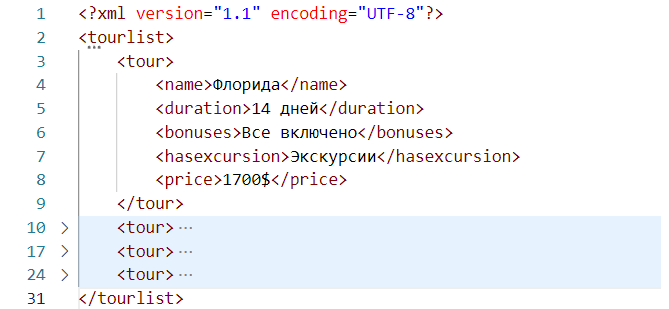 1 <?xml version="1.1" encoding="UTF-8"?>
2 <tourlist>
3 <tour>
4 <name>Флорида</name>
5 <duration>14 дней</duration>
6 <bonuses>Все включено</bonuses>
7 <hasexcursion>Экскурсии</hasexcursion>
8 <price>1700$</price>
9 </tour>
10 > <tour>···
17 > <tour>···
24 > <tour>···
31 </tourlist>